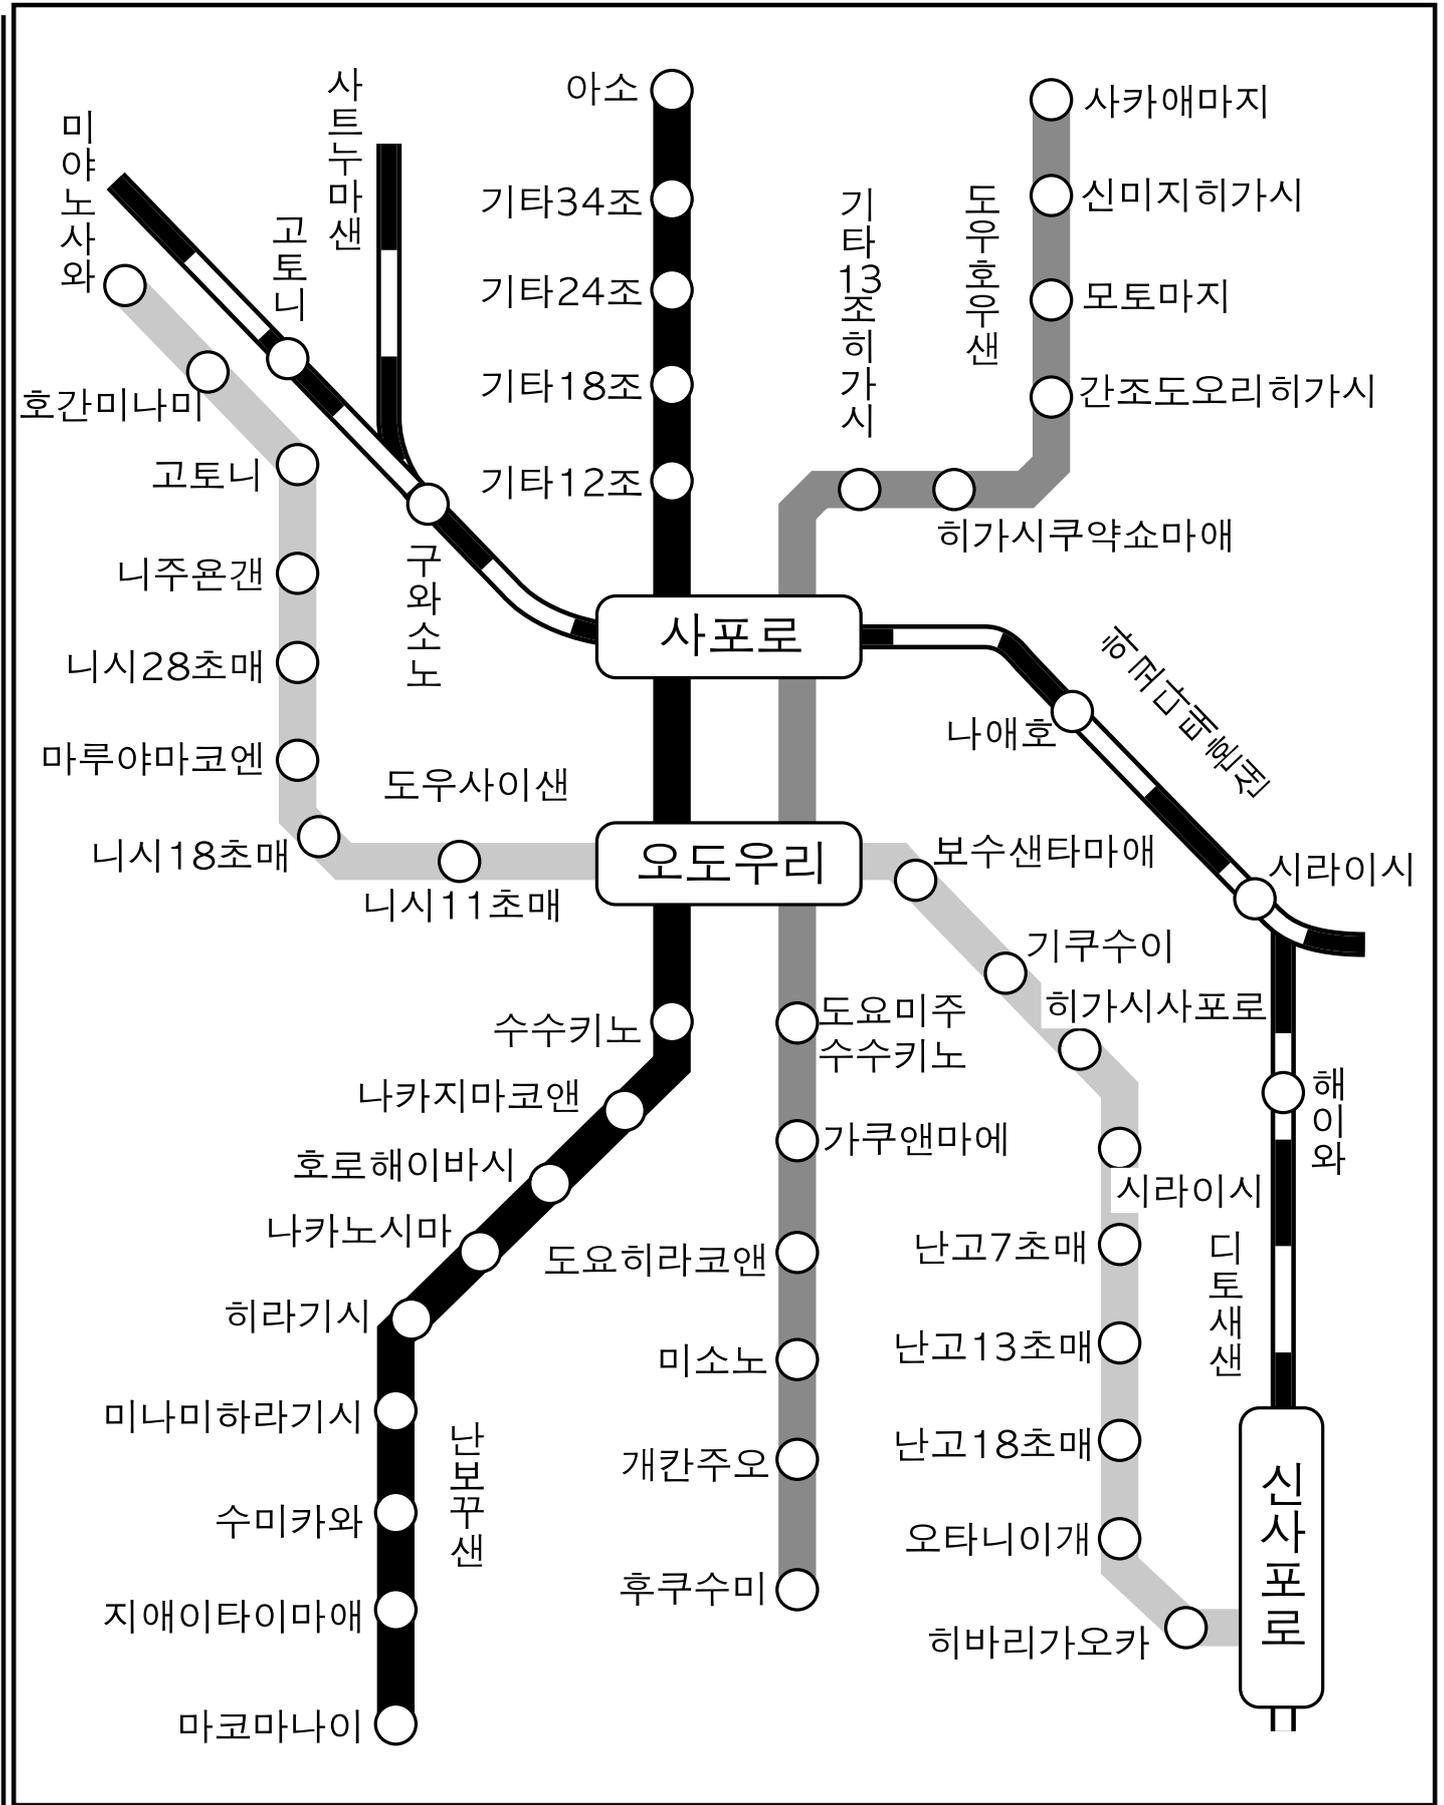 사트누마샌
아소
사카애마지
미야노사와
고토니
기타34조
기타13조히가시
도우호우샌
신미지히가시
기타24조
모토마지
호간미나미
기타18조
간조도오리히가시
고토니
기타12조
히가시쿠약쇼마애
니주욘갠
구와소노
사포로
하코다테혼센
니시28초매
나애호
마루야마코엔
도우사이샌
니시18초매
오도우리
보수샌타마애
시라이시
니시11초매
기쿠수이
히가시사포로
수수키노
도요미주
수수키노
해이와
나카지마코앤
가쿠앤마에
호로해이바시
시라이시
나카노시마
도요히라코앤
난고7초매
디토새샌
히라기시
미소노
난고13초매
미나미하라기시
난보꾸샌
개칸주오
난고18초매
신사포로
수미카와
오타니이개
후쿠수미
지애이타이마애
히바리가오카
마코마나이